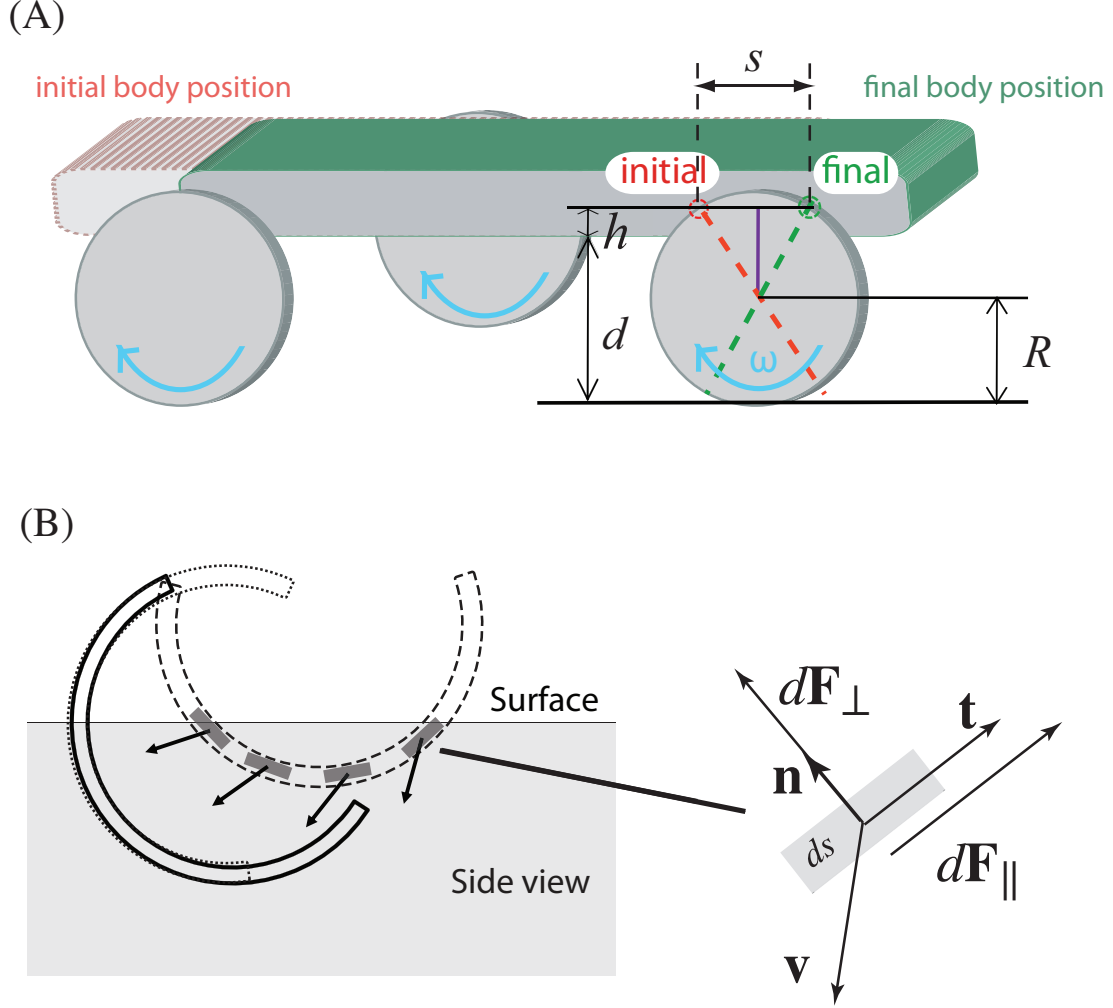 (A)
s
initial body position
final body position
initial
final
h
d
ω
R
(B)
Surface
Side view
dF⊥
t
n
ds
dF∥
v